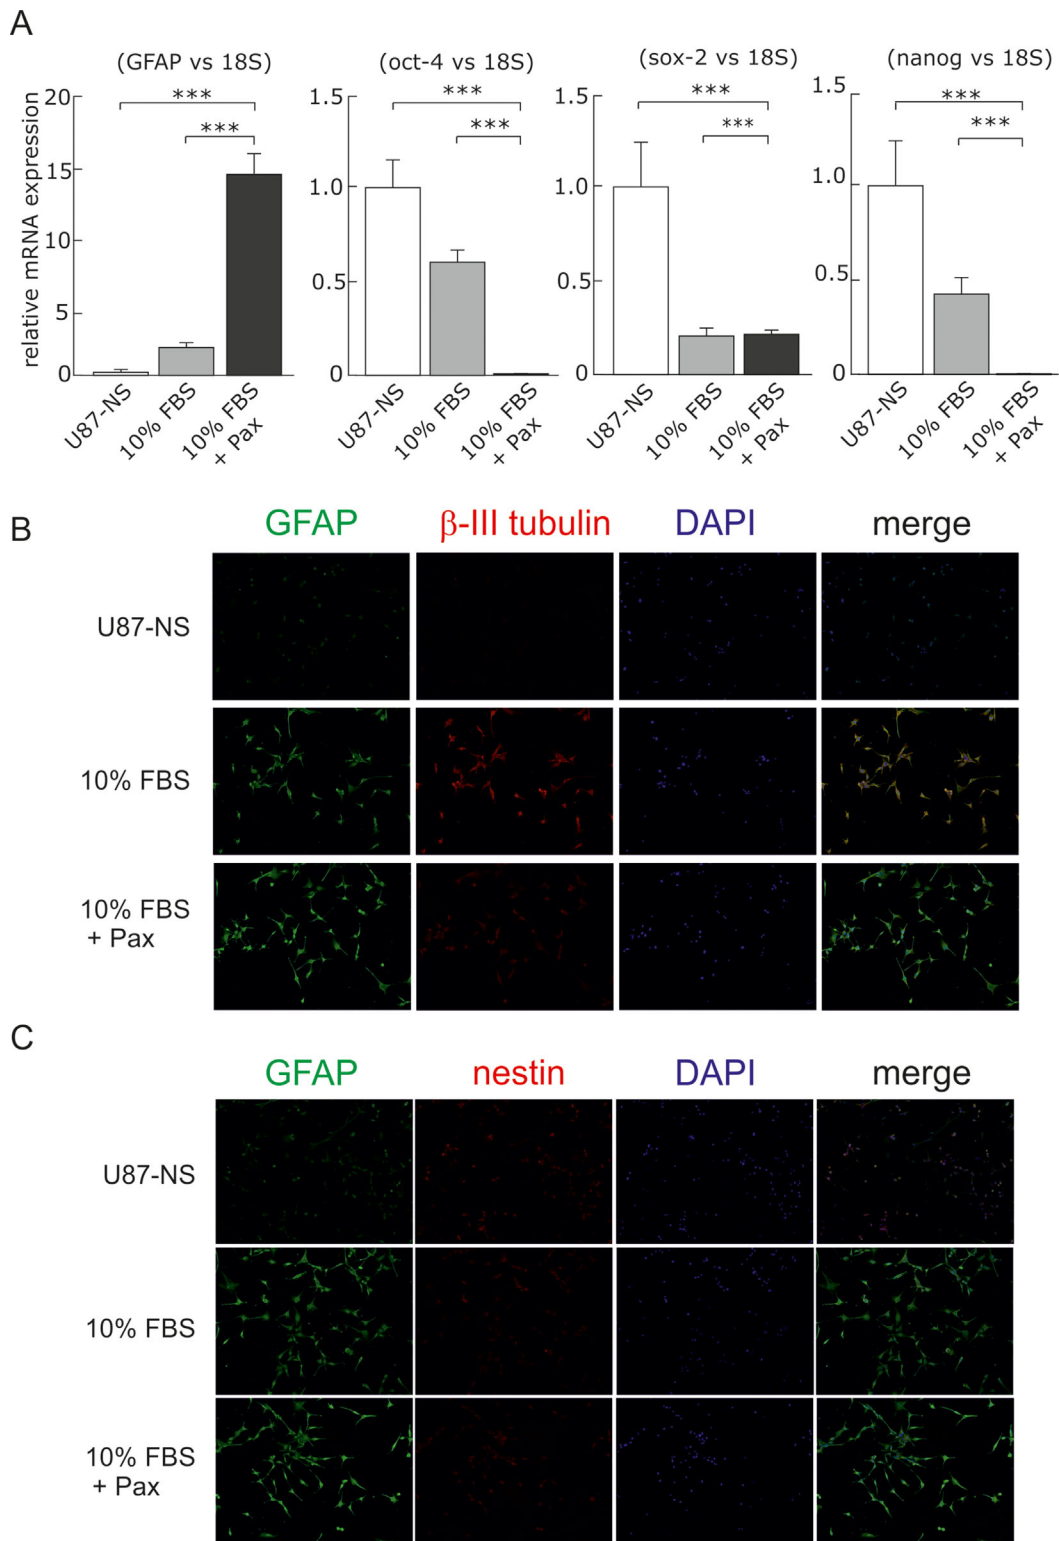 A
(GFAP vs 18S)
20
15
10
5
0
relative mRNA expression
***
***
U87-NS
10% FBS
10% FBS
+ Pax
(oct-4 vs 18S)
1.5
1.0
0.5
0
***
***
U87-NS
10% FBS
10% FBS
+ Pax
(sox-2 vs 18S)
1.5
1.0
0.5
0
***
***
U87-NS
10% FBS
10% FBS
+ Pax
(nanog vs 18S)
1.5
1.0
0.5
0
***
***
U87-NS
10% FBS
10% FBS
+ Pax
B
GFAP β-III tubulin DAPI merge
U87-NS
10% FBS
10% FBS
+ Pax
C
GFAP nestin DAPI merge
U87-NS
10% FBS
10% FBS
+ Pax